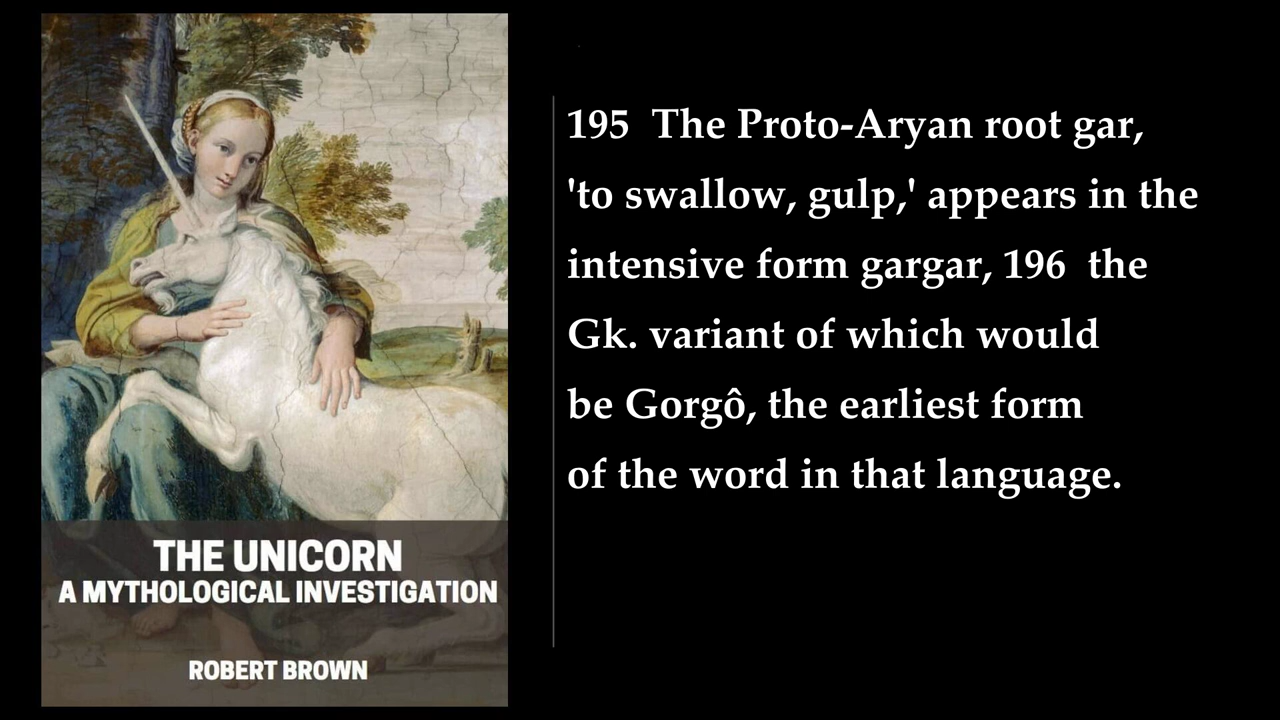 THE UNICORN
A MYTHOLOGICAL INVESTIGATION
ROBERT BROWN
195  The Proto-Aryan root gar,
'to swallow, gulp,' appears in the
intensive form gargar, 196  the
Gk. variant of which would
be Gorgô, the earliest form
of the word in that language.